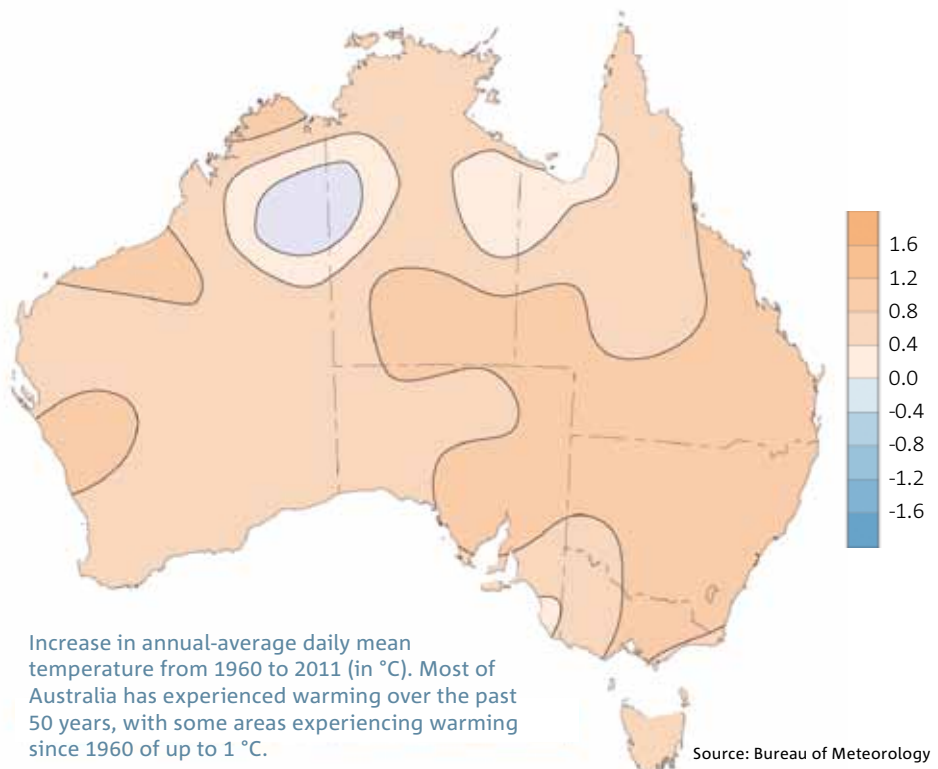 1.6
1.2
0.8
0.4
0.0
-0.4
-0.8
-1.2
-1.6
Increase in annual-average daily mean
temperature from 1960 to 2011 (in °C). Most of
Australia has experienced warming over the past
50 years, with some areas experiencing warming
since 1960 of up to 1 °C.
Source: Bureau of Meteorology